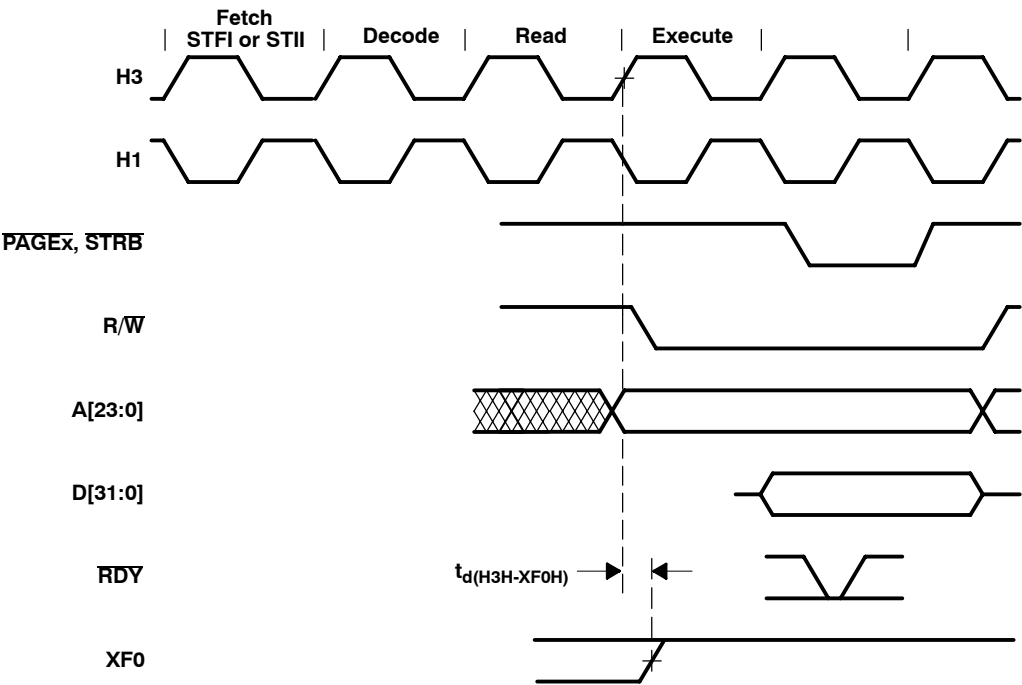 Fetch
STFI or STII
Decode
Read
Execute
H3
H1
PAGEx, STRB
R/W
A[23:0]
D[31:0]
RDY
td(H3H-XF0H)
XF0